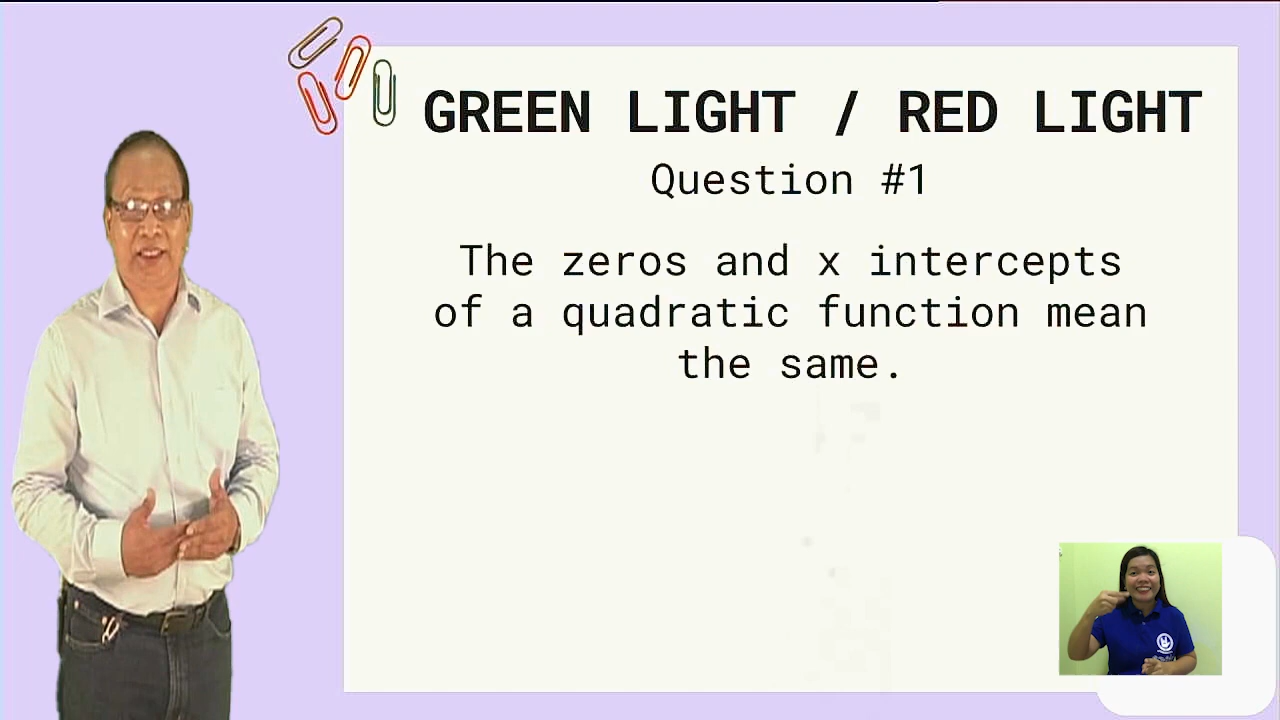 GREEN LIGHT / RED LIGHT
Question #1
The zeros and x intercepts
of a quadratic function mean
the same.